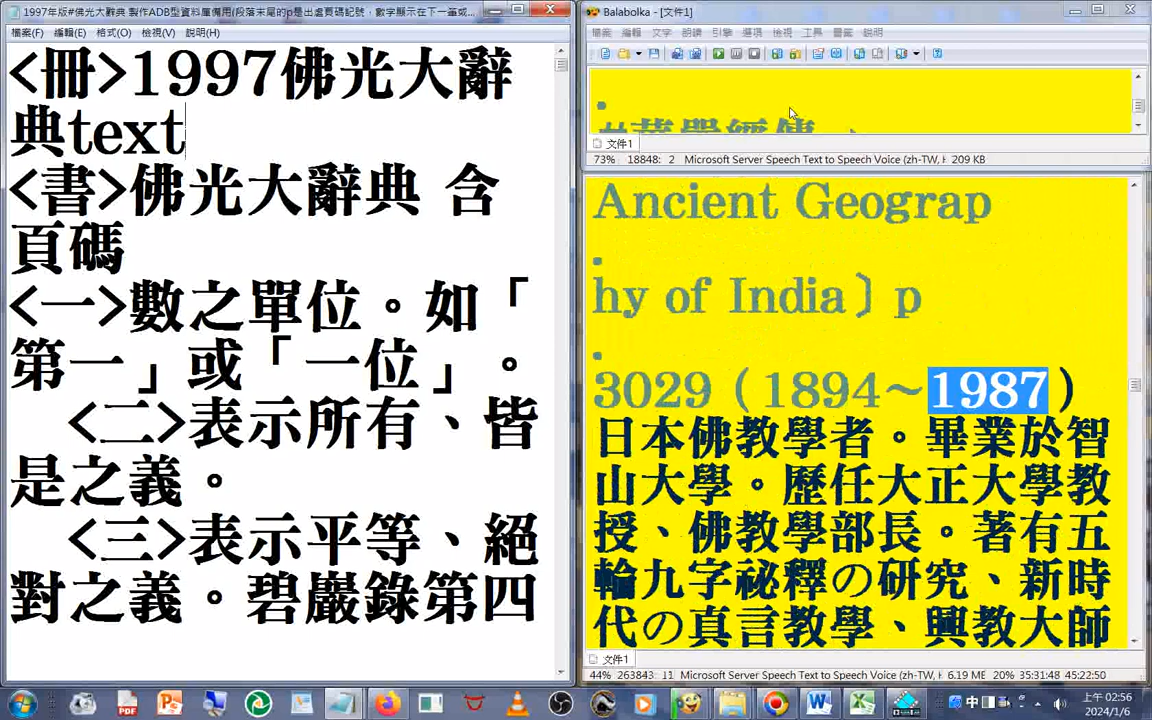 1997年版#佛光大辭典 製作ADB型資料庫備用(段落末尾的p是出處頁碼記號，數字顯示在下一筆或...
檔案(F) 編輯(E) 格式(O) 檢視(V) 說明(H)
<冊>1997佛光大辭
典text
<書>佛光大辭典 含
頁碼
<一>數之單位。如「
第一」或「一位」。
<二>表示所有、皆
是之義。
<三>表示平等、絕
對之義。碧巖錄第四
Balabolka - [文件1]
檔案 編輯 文字 朗讀 引擎 選項 檢視 工具 書籤 說明
.
#華嚴經傳、
文件1
73% 18848: 2 Microsoft Server Speech Text to Speech Voice (zh-TW, H 209 KB
Ancient Geograp
.
hy of India〕p
.
3029（1894～1987）
日本佛教學者。畢業於智
山大學。歷任大正大學教
授、佛教學部長。著有五
輪九字祕釋の研究、新時
代の真言教學、興教大師
文件1
44% 263843: 11 Microsoft Server Speech Text to Speech Voice (zh-TW, H 6.19 ME 20% 35:31:48 45:22:50
中
上午 02:56
2024/1/6